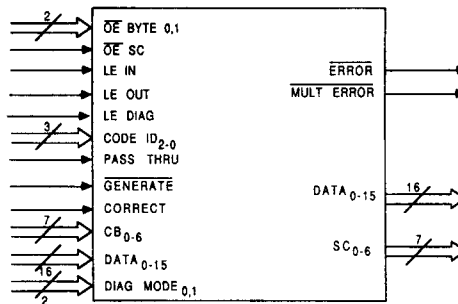 2
OE BYTE 0,1
OE SC
LE IN
ERROR
LE OUT
MULT ERROR
LE DIAG
3
CODE ID2-0
PASS THRU
GENERATE
DATA0-15
16
CORRECT
7
CB0-6
SC0-6
7
DATA0-15
16
DIAG MODE0,1
2